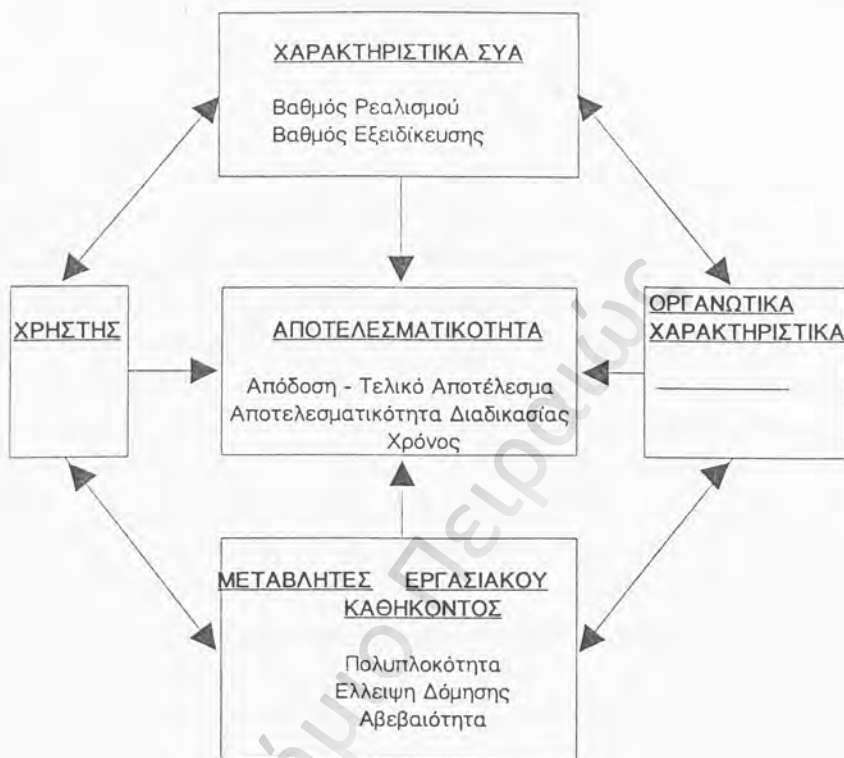 ΧΑΡΑΚΤΗΡΙΣΤΙΚΑ ΣΥΑ
Βαθμός Ρεαλισμού
Βαθμός Εξειδίκευσης
ΧΡΗΣΤΗΣ
ΑΠΟΤΕΛΕΣΜΑΤΙΚΟΤΗΤΑ
Απόδοση - Τελικό Αποτέλεσμα
Αποτελεσματικότητα Διαδικασίας
Χρόνος
ΟΡΓΑΝΩΤΙΚΑ
ΧΑΡΑΚΤΗΡΙΣΤΙΚΑ
ΜΕΤΑΒΛΗΤΕΣ ΕΡΓΑΣΙΑΚΟΥ
ΚΑΘΗΚΟΝΤΟΣ
Πολυπλοκότητα
Ελλειψη Δόμησης
Αβεβαιότητα
Πειραιώς